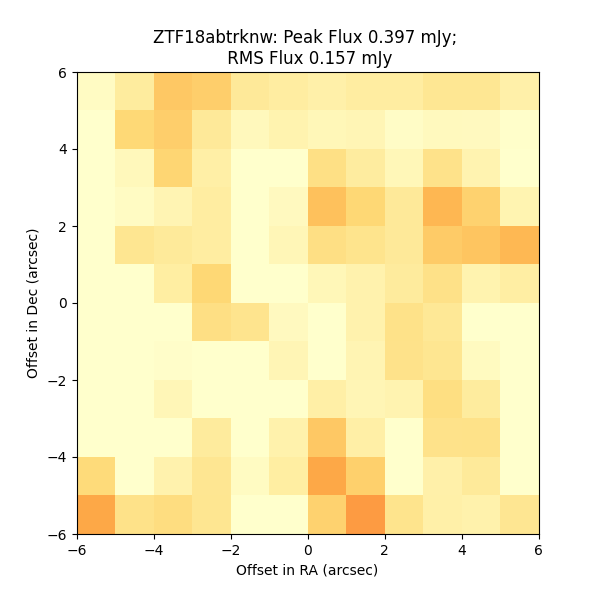 ZTF18abtrknw: Peak Flux 0.397 mJy;
RMS Flux 0.157 mJy
6
4
2
0
−2
−4
−6
Offset in Dec (arcsec)
−6 −4 −2 0 2 4 6
Offset in RA (arcsec)